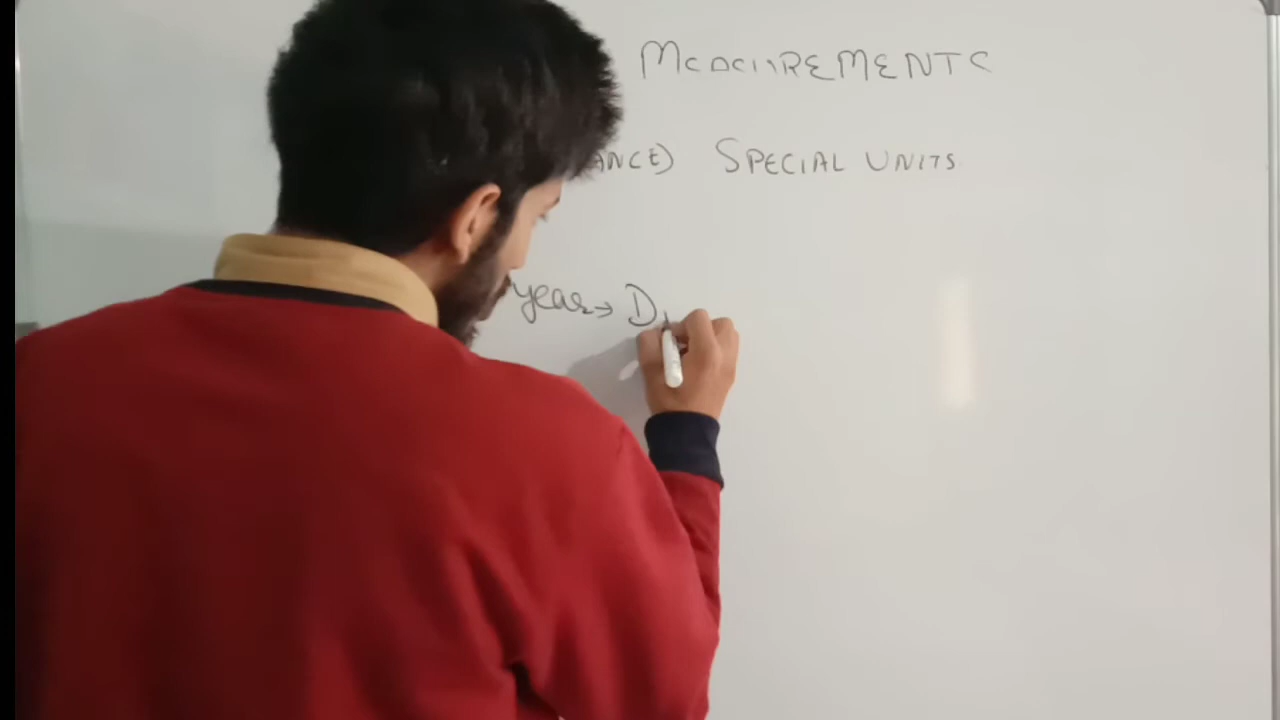 MEASUREMENTS
ANCE) SPECIAL UNITS
year → D